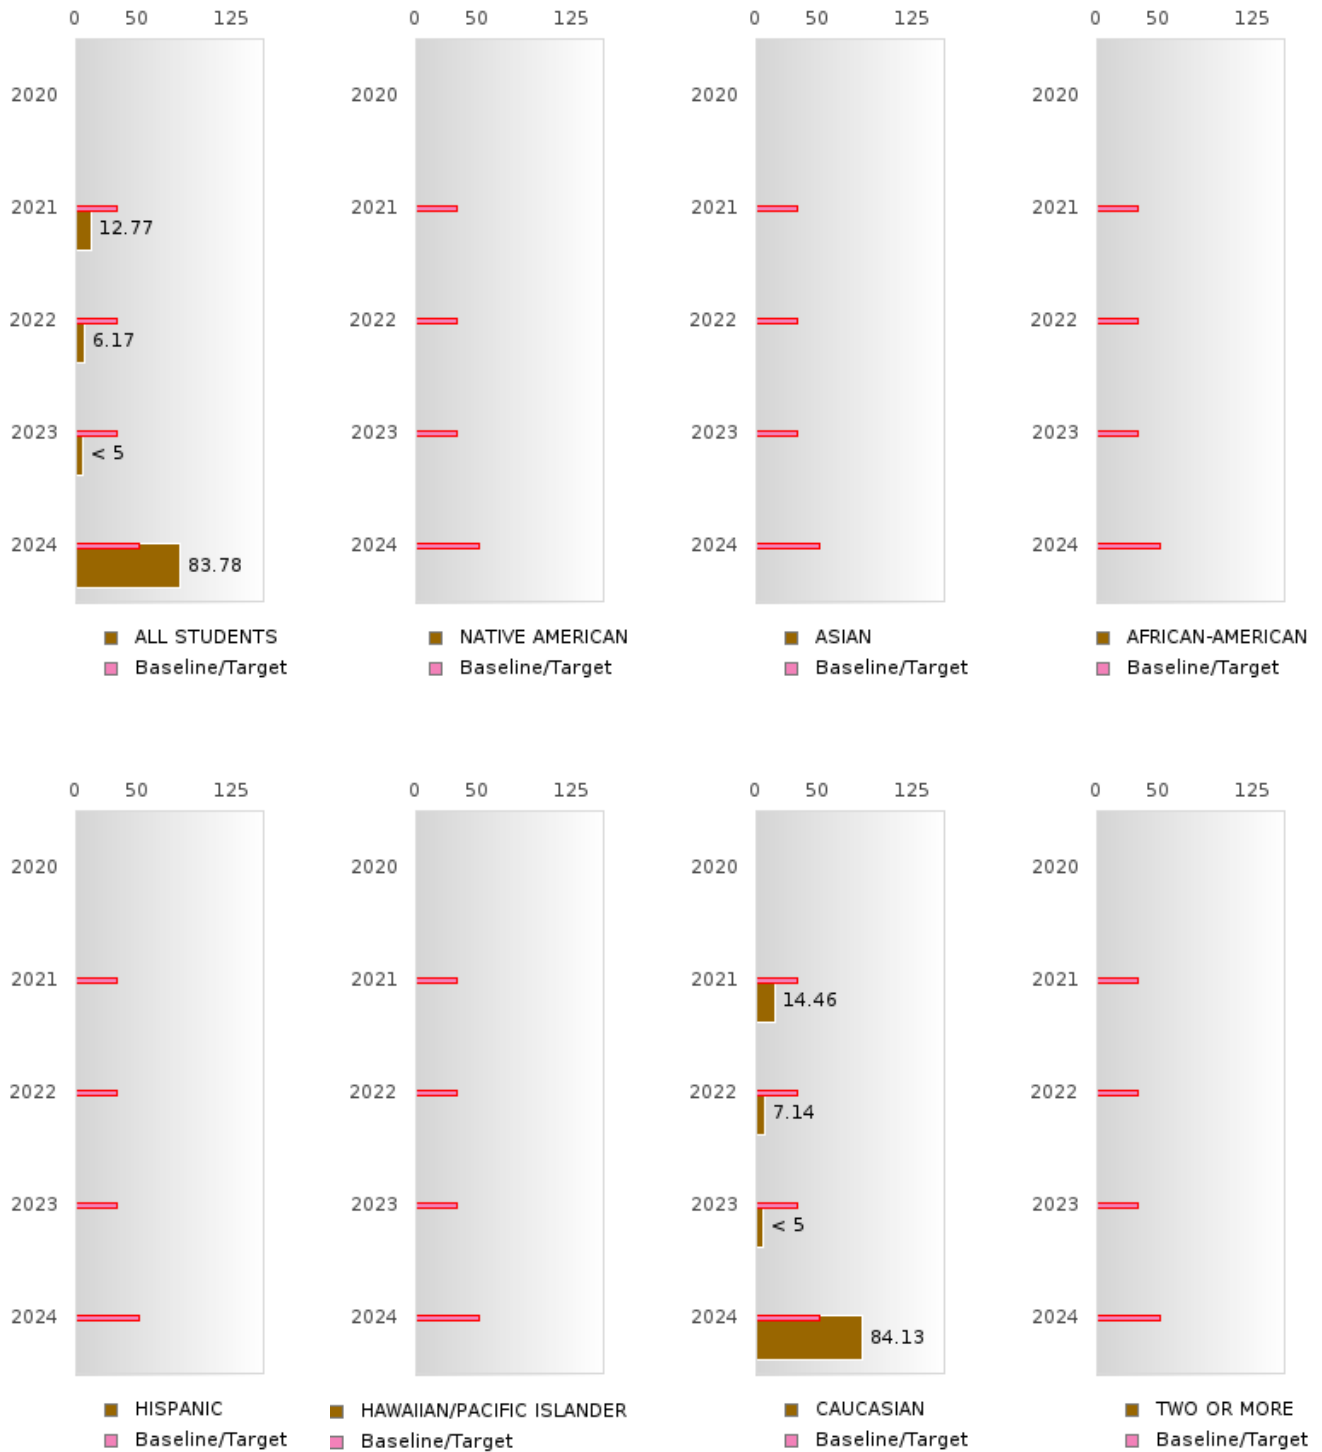 0 50 125 0 50 125 0 50 125 0 50 125
2020 2020 2020 2020
2021 2021 2021 2021
12.77
2022 2022 2022 2022
6.17
2023 2023 2023 2023
< 5
2024 2024 2024 2024
83.78
ALL STUDENTS NATIVE AMERICAN ASIAN AFRICAN-AMERICAN
Baseline/Target Baseline/Target Baseline/Target Baseline/Target
0 50 125 0 50 125 0 50 125 0 50 125
2020 2020 2020 2020
2021 2021 2021 2021
14.46
2022 2022 2022 2022
7.14
2023 2023 2023 2023
< 5
2024 2024 2024 2024
84.13
HISPANIC HAWAIIAN/PACIFIC ISLANDER CAUCASIAN TWO OR MORE
Baseline/Target Baseline/Target Baseline/Target Baseline/Target